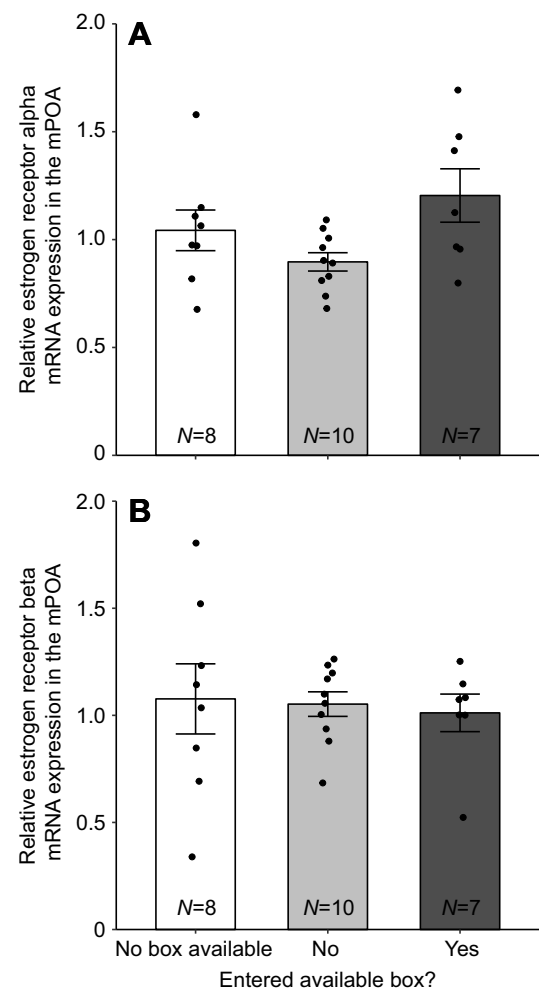 A
Relative estrogen receptor alpha
mRNA expression in the mPOA
2.0
1.5
1.0
0.5
0
N=8
N=10
N=7
B
Relative estrogen receptor beta
mRNA expression in the mPOA
2.0
1.5
1.0
0.5
0
N=8
N=10
N=7
No box available
No
Yes
Entered available box?